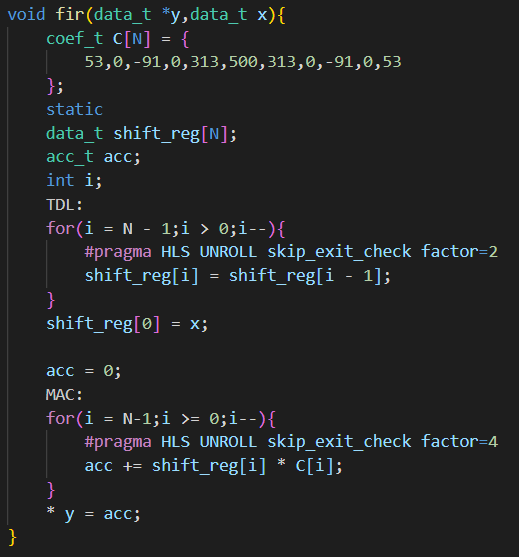 void fir(data_t *y,data_t x){
    coef_t C[N] = {
        53,0,-91,0,313,500,313,0,-91,0,53
    };
    static
    data_t shift_reg[N];
    acc_t acc;
    int i;
    TDL:
    for(i = N - 1;i > 0;i--){
        #pragma HLS UNROLL skip_exit_check factor=2
        shift_reg[i] = shift_reg[i - 1];
    }
    shift_reg[0] = x;

    acc = 0;
    MAC:
    for(i = N-1;i >= 0;i--){
        #pragma HLS UNROLL skip_exit_check factor=4
        acc += shift_reg[i] * C[i];
    }
    * y = acc;
}